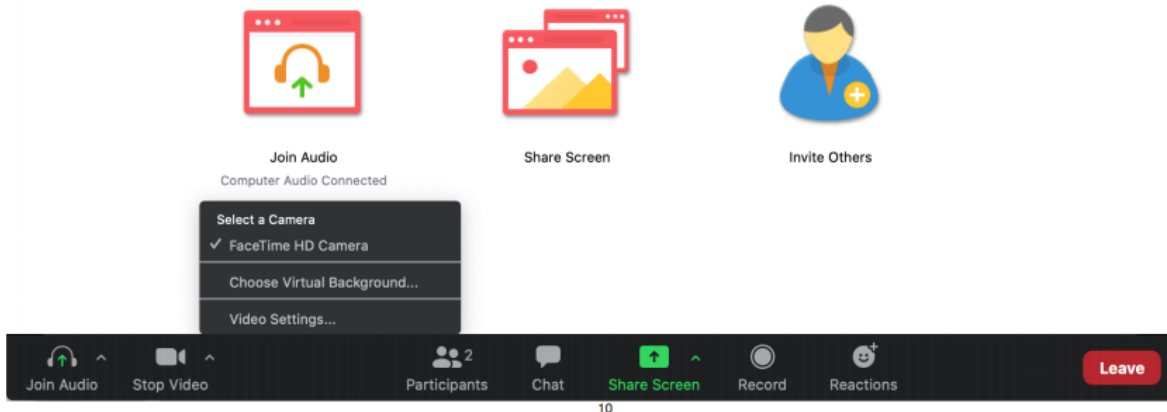 Join Audio
Share Screen
Invite Others
Computer Audio Connected
Select a Camera
✓ FaceTime HD Camera
Choose Virtual Background...
Video Settings...
2
Join Audio
Stop Video
Participants
Chat
Share Screen
Record
Reactions
Leave
10